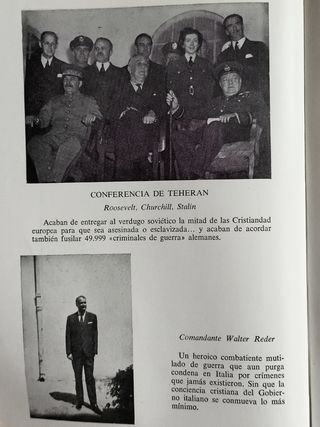 CONFERENCIA DE TEHERAN
Roosevelt, Churchill, Stalin
Acaban de entregar al verdugo soviético la mitad de las Cristiandad
europea para que sea asesinada o esclavizada... y acaban de acordar
también fusilar 49.999 «criminales de guerra» alemanes.
Comandante Walter Reder
Un heroico combatiente muti-
lado de guerra que aun purga
condena en Italia por crímenes
que jamás existieron. Sin que la
conciencia cristiana del Gobier-
no italiano se conmueva lo más
mínimo.